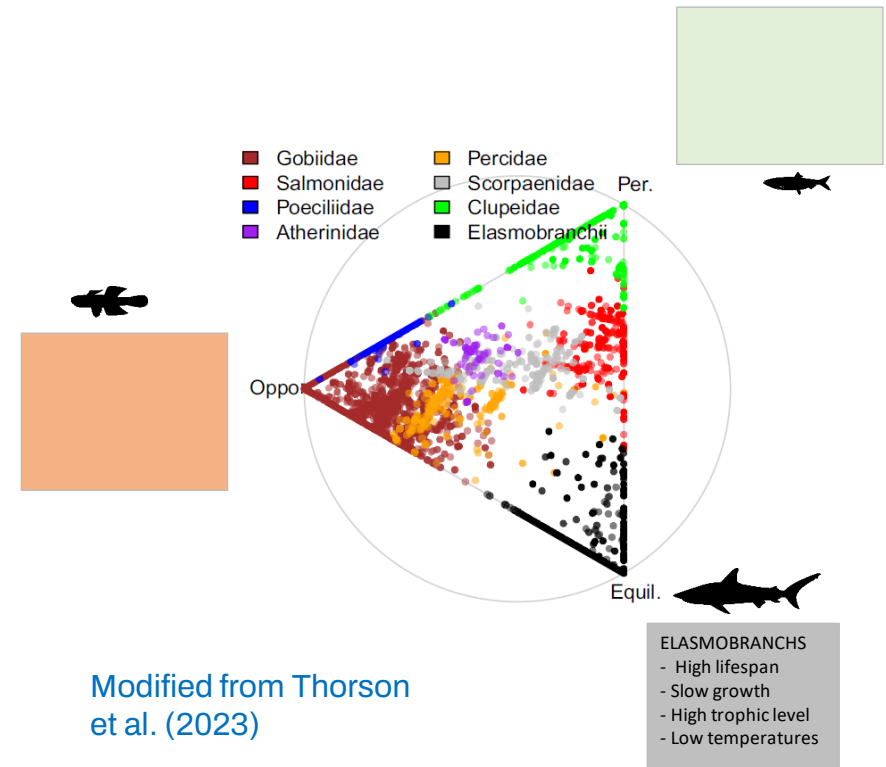 Gobiidae
Salmonidae
Poeciliidae
Atherinidae
Percidae
Scorpaenidae
Clupeidae
Elasmobranchii
Per.
Oppo
Equil.
ELASMOBRANCHS
- High lifespan
- Slow growth
- High trophic level
- Low temperatures
Modified from Thorson
et al. (2023)